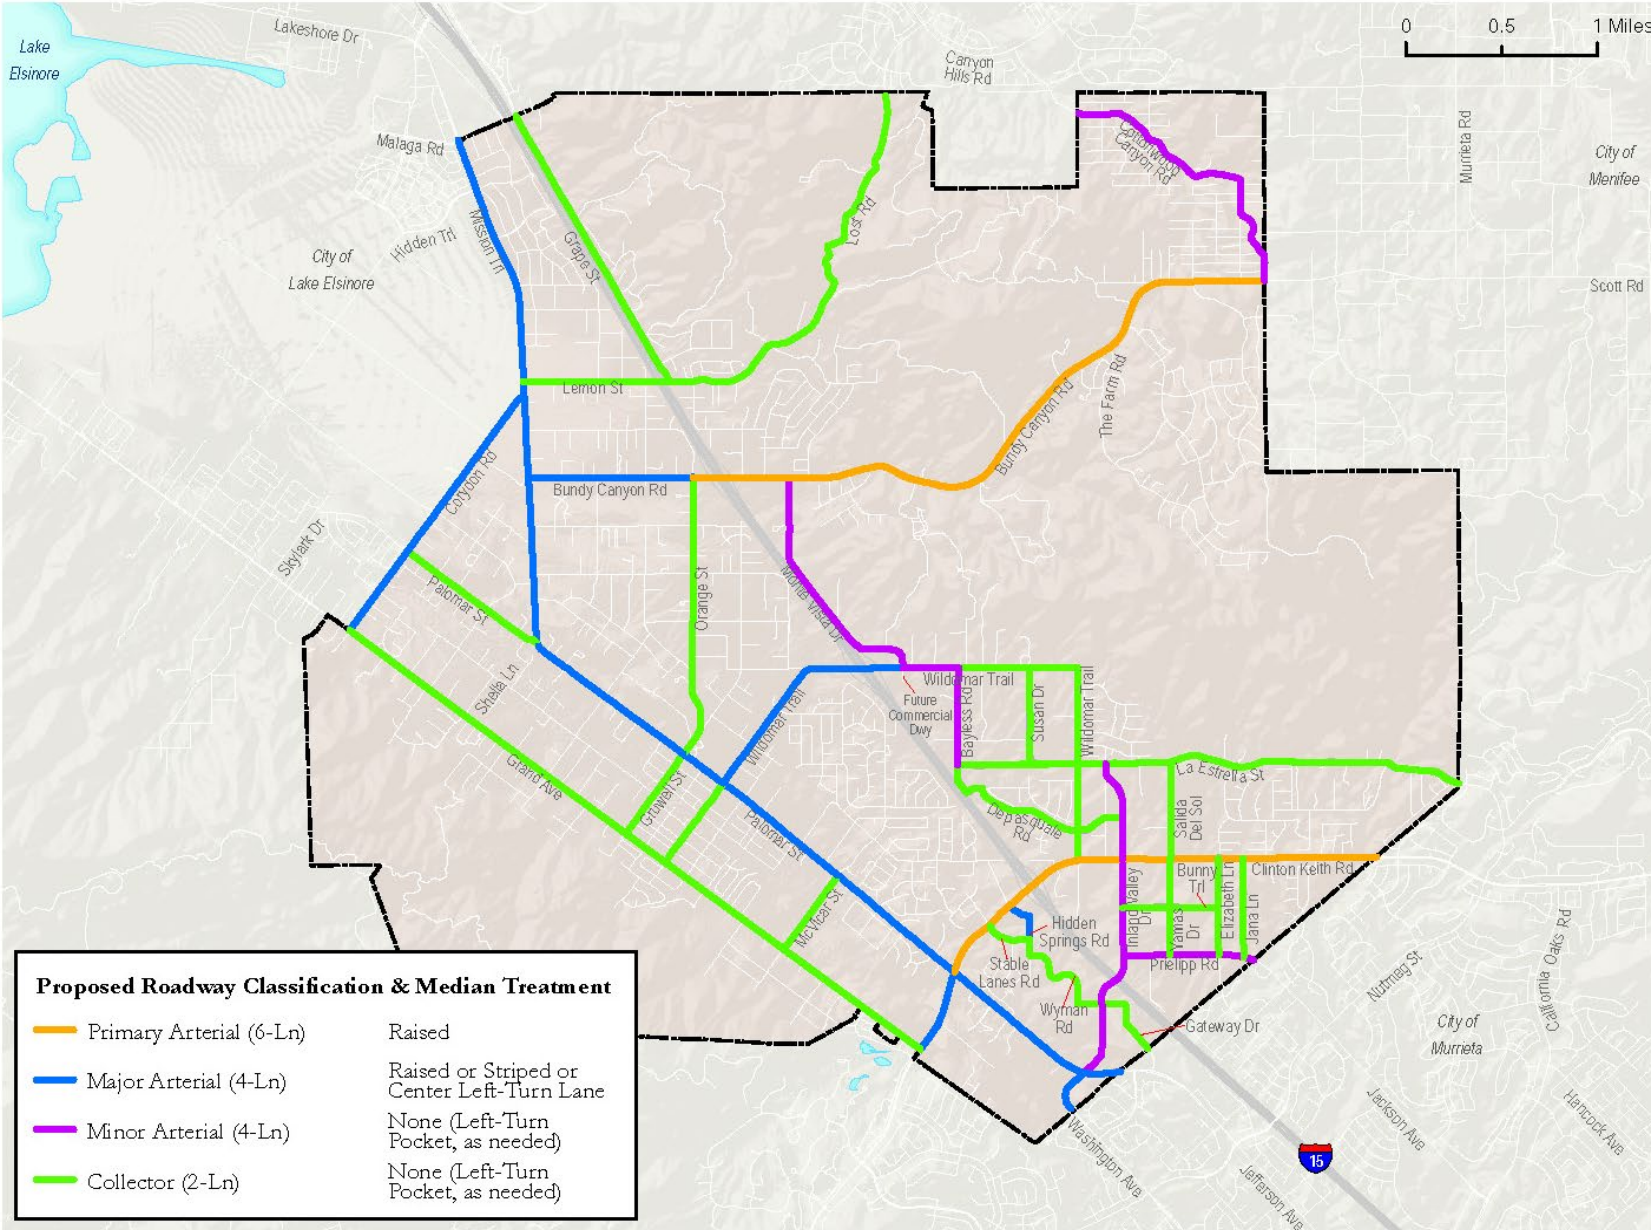 Lake
Elsinore
Lakeshore Dr
Canyon
Hills Rd
0 0.5 1 Miles
Malaga Rd
Cottonwood
Canyon Rd
Murrieta Rd
City of
Menifee
Mission Trl
Hidden Trl
Grape St
Lost Rd
City of
Lake Elsinore
Scott Rd
Lemon St
Bundy Canyon Rd
The Farm Rd
Corydon Rd
Bundy Canyon Rd
Skylark Dr
Palomar St
Orange St
Monte Vista Dr
Shella Ln
Wildomar Trail
Wildomar Trail
Future
Commercial
Dwy
Bayless Rd
Susan Dr
Wildomar Trail
Grand Ave
Gruwell St
La Estrella St
Depasquale
Rd
Salida
Del Sol
Palomar St
Bunny
Trl
Clinton Keith Rd
McVicar St
Hidden
Springs Rd
Inland Valley
Dr
Yamas
Dr
Elizabeth Ln
Jana Ln
Stable
Lanes Rd
Prielipp Rd
Wyman
Rd
Gateway Dr
Nutmeg St
California Oaks Rd
City of
Murrieta
Washington Ave
Jackson Ave
Hancock Ave
Jefferson Ave
15
Proposed Roadway Classification & Median Treatment
Primary Arterial (6-Ln) Raised
Major Arterial (4-Ln) Raised or Striped or
Center Left-Turn Lane
Minor Arterial (4-Ln) None (Left-Turn
Pocket, as needed)
Collector (2-Ln) None (Left-Turn
Pocket, as needed)